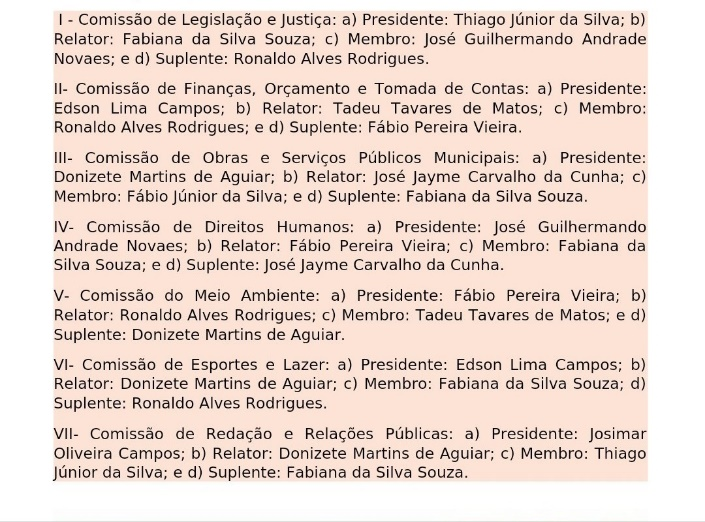 I - Comissão de Legislação e Justiça: a) Presidente: Thiago Júnior da Silva; b)
Relator: Fabiana da Silva Souza; c) Membro: José Guilhermando Andrade
Novaes; e d) Suplente: Ronaldo Alves Rodrigues.
II- Comissão de Finanças, Orçamento e Tomada de Contas: a) Presidente:
Edson Lima Campos; b) Relator: Tadeu Tavares de Matos; c) Membro:
Ronaldo Alves Rodrigues; e d) Suplente: Fábio Pereira Vieira.
III- Comissão de Obras e Serviços Públicos Municipais: a) Presidente:
Donizete Martins de Aguiar; b) Relator: José Jayme Carvalho da Cunha; c)
Membro: Fábio Júnior da Silva; e d) Suplente: Fabiana da Silva Souza.
IV- Comissão de Direitos Humanos: a) Presidente: José Guilhermando
Andrade Novaes; b) Relator: Fábio Pereira Vieira; c) Membro: Fabiana da
Silva Souza; e d) Suplente: José Jayme Carvalho da Cunha.
V- Comissão do Meio Ambiente: a) Presidente: Fábio Pereira Vieira; b)
Relator: Ronaldo Alves Rodrigues; c) Membro: Tadeu Tavares de Matos; e d)
Suplente: Donizete Martins de Aguiar.
VI- Comissão de Esportes e Lazer: a) Presidente: Edson Lima Campos; b)
Relator: Donizete Martins de Aguiar; c) Membro: Fabiana da Silva Souza; d)
Suplente: Ronaldo Alves Rodrigues.
VII- Comissão de Redação e Relações Públicas: a) Presidente: Josimar
Oliveira Campos; b) Relator: Donizete Martins de Aguiar; c) Membro: Thiago
Júnior da Silva; e d) Suplente: Fabiana da Silva Souza.